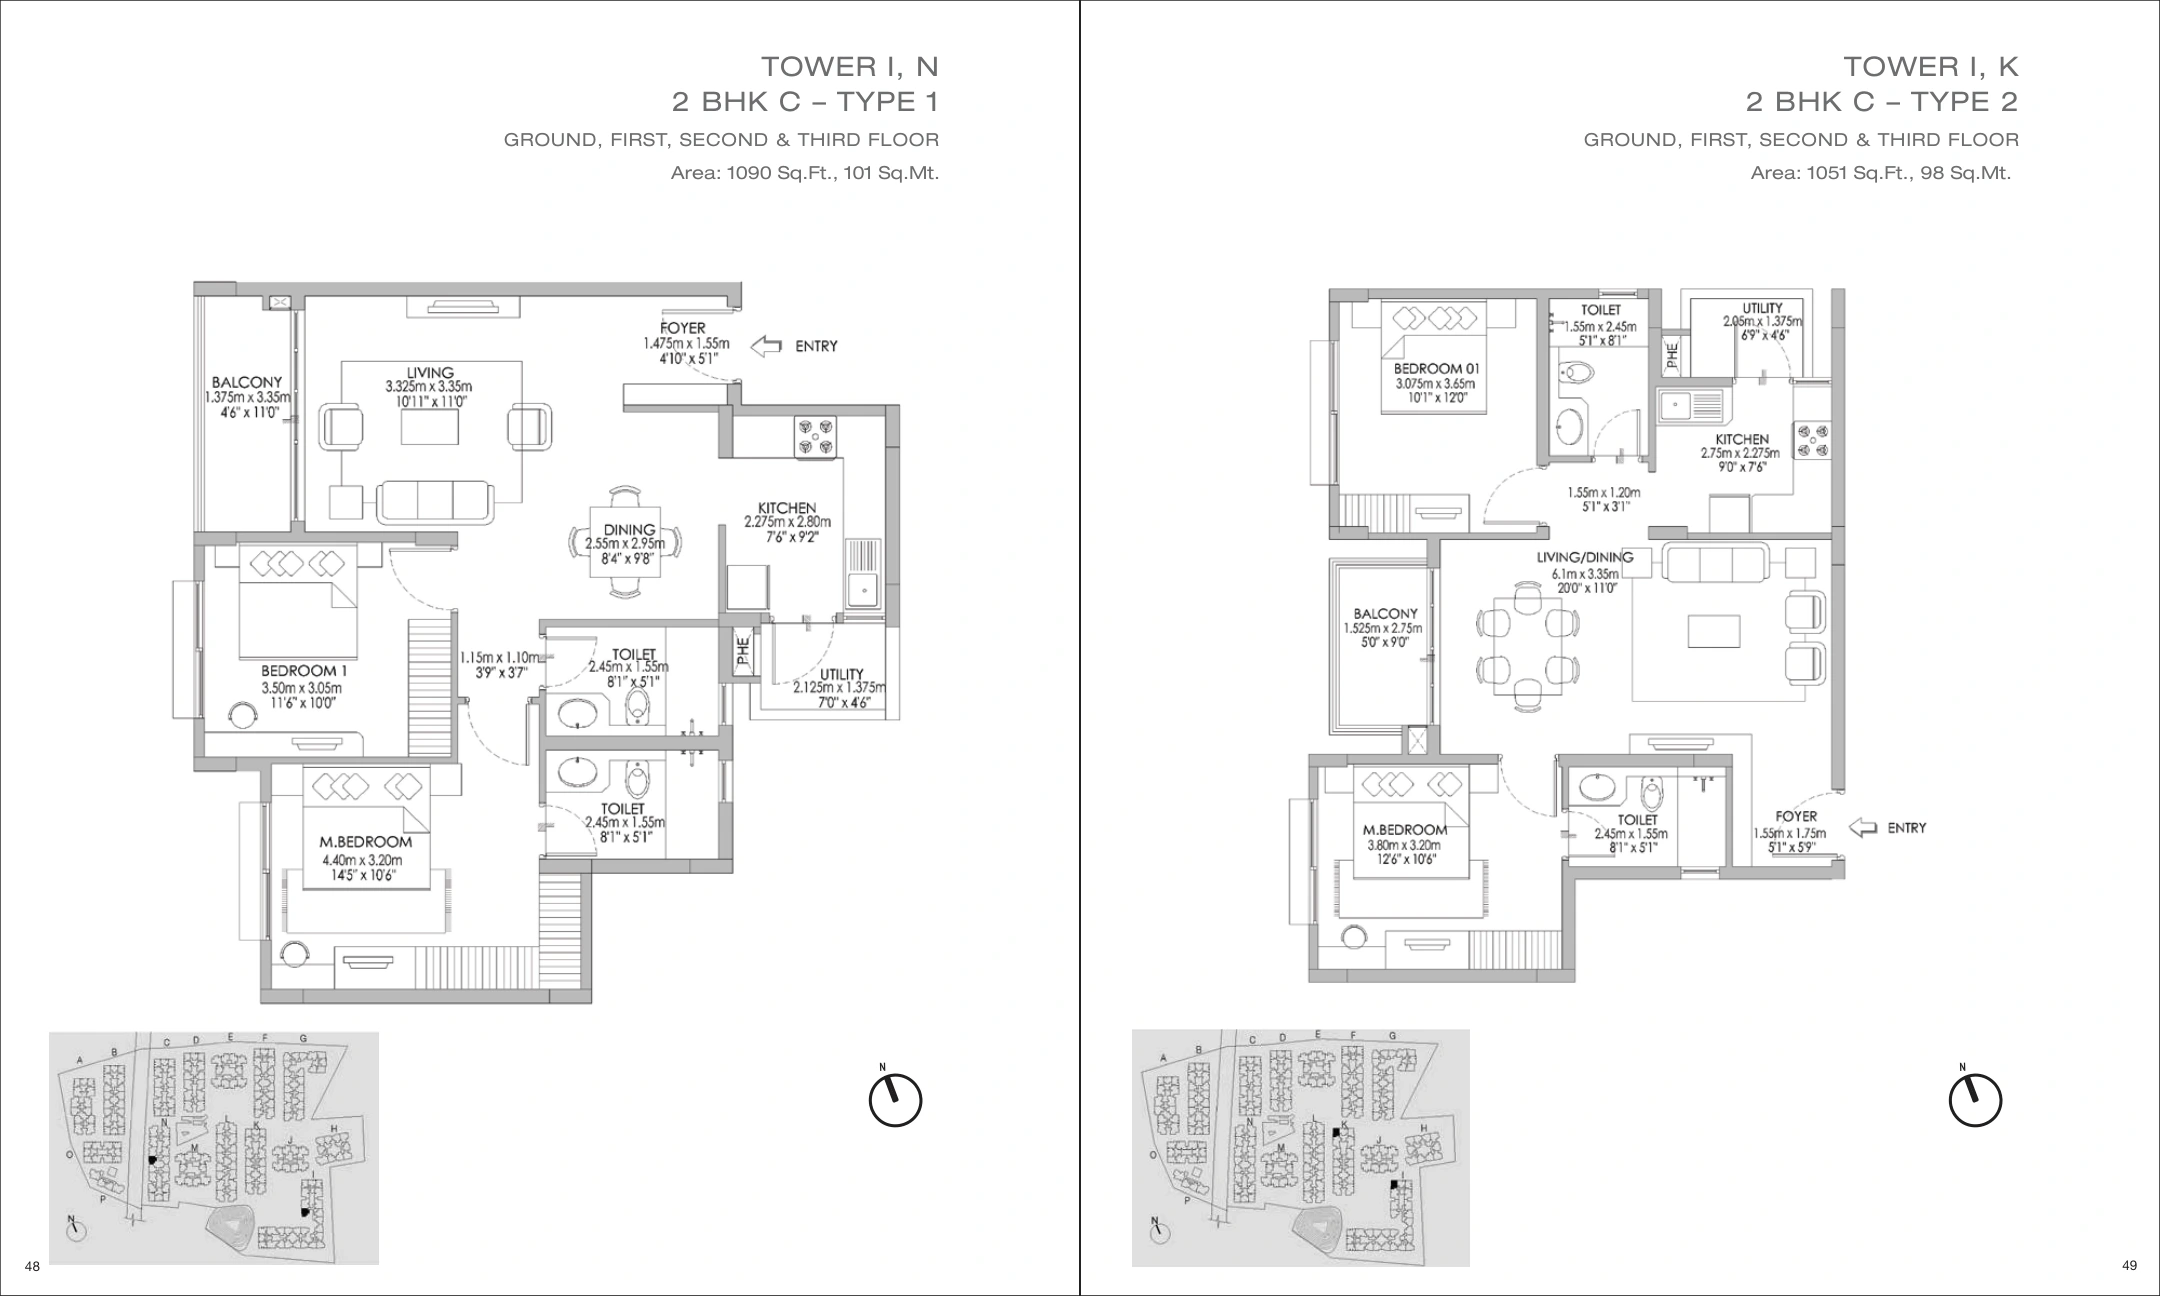 TOWER I, N
2 BHK C – TYPE 1
GROUND, FIRST, SECOND & THIRD FLOOR
Area: 1090 Sq.Ft., 101 Sq.Mt.
FOYER
1.475m x 1.55m
4'10" x 5'1"
ENTRY
LIVING
3.325m x 3.35m
10'11" x 11'0"
BALCONY
1.375m x 3.35m
4'6" x 11'0"
KITCHEN
2.275m x 2.80m
7'6" x 9'2"
DINING
2.55m x 2.95m
8'4" x 9'8"
BEDROOM 1
3.50m x 3.05m
11'6" x 10'0"
1.15m x 1.10m
3'9" x 3'7"
TOILET
2.45m x 1.55m
8'1" x 5'1"
PHE
UTILITY
2.125m x 1.375m
7'0" x 4'6"
TOILET
2.45m x 1.55m
8'1" x 5'1"
M.BEDROOM
4.40m x 3.20m
14'5" x 10'6"
A
B
C
D
E
F
G
N
L
K
M
J
H
O
I
P
N
N
48
TOWER I, K
2 BHK C – TYPE 2
GROUND, FIRST, SECOND & THIRD FLOOR
Area: 1051 Sq.Ft., 98 Sq.Mt.
TOILET
1.55m x 2.45m
5'1" x 8'1"
UTILITY
2.05m x 1.375m
6'9" x 4'6"
PHE
BEDROOM 01
3.075m x 3.65m
10'1" x 12'0"
KITCHEN
2.75m x 2.275m
9'0" x 7'6"
1.55m x 1.20m
5'1" x 3'1"
LIVING/DINING
6.1m x 3.35m
20'0" x 11'0"
BALCONY
1.525m x 2.75m
5'0" x 9'0"
M.BEDROOM
3.80m x 3.20m
12'6" x 10'6"
TOILET
2.45m x 1.55m
8'1" x 5'1"
FOYER
1.55m x 1.75m
5'1" x 5'9"
ENTRY
A
B
C
D
E
F
G
N
L
K
M
J
H
O
I
P
N
N
49